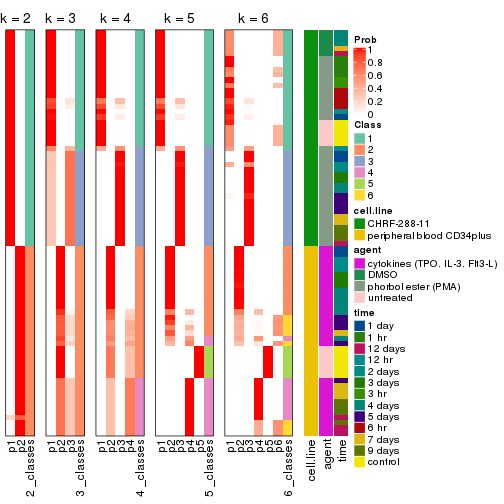 k = 2
k = 3
k = 4
k = 5
k = 6
p1
p2
2_classes
p1
p2
p3
3_classes
p1
p2
p3
p4
4_classes
p1
p2
p3
p4
p5
5_classes
p1
p2
p3
p4
p5
p6
6_classes
cell.line
agent
time
Prob
1
0.8
0.6
0.4
0.2
0
Class
1
2
3
4
5
6
cell.line
CHRF-288-11
peripheral blood CD34plus
agent
cytokines (TPO, IL-3, Flt3-L)
DMSO
phorbol ester (PMA)
untreated
time
1 day
1 hr
12 days
12 hr
2 days
3 days
3 hr
4 days
5 days
6 hr
7 days
9 days
control